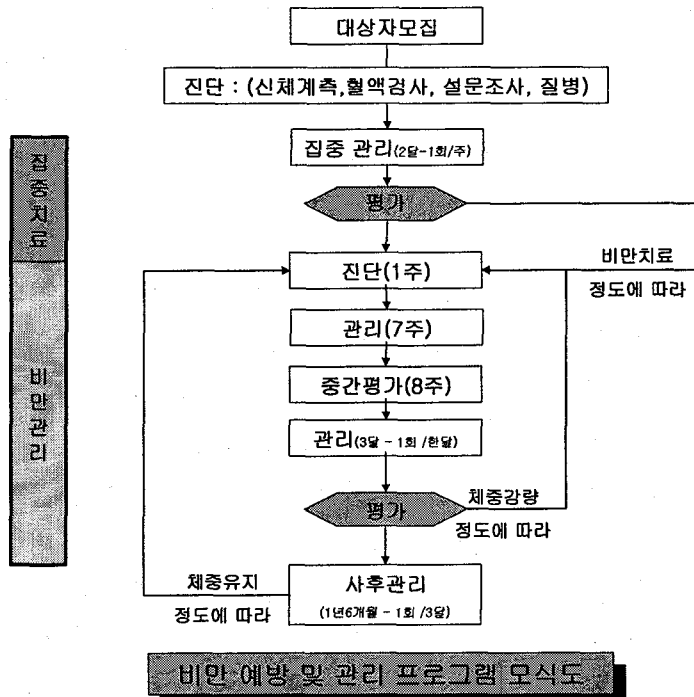 대상자모집
진단 : (신체계측,혈액검사, 설문조사, 질병)
집중치료
집중 관리(2달-1회/주)
평가
비만관리
진단(1주)
비만치료
정도에 따라
관리(7주)
중간평가(8주)
관리(3달 - 1회 /한달)
평가
체중감량
정도에 따라
체중유지
정도에 따라
사후관리
(1년6개월 - 1회 /3달)
비만 예방 및 관리 프로그램 모식도